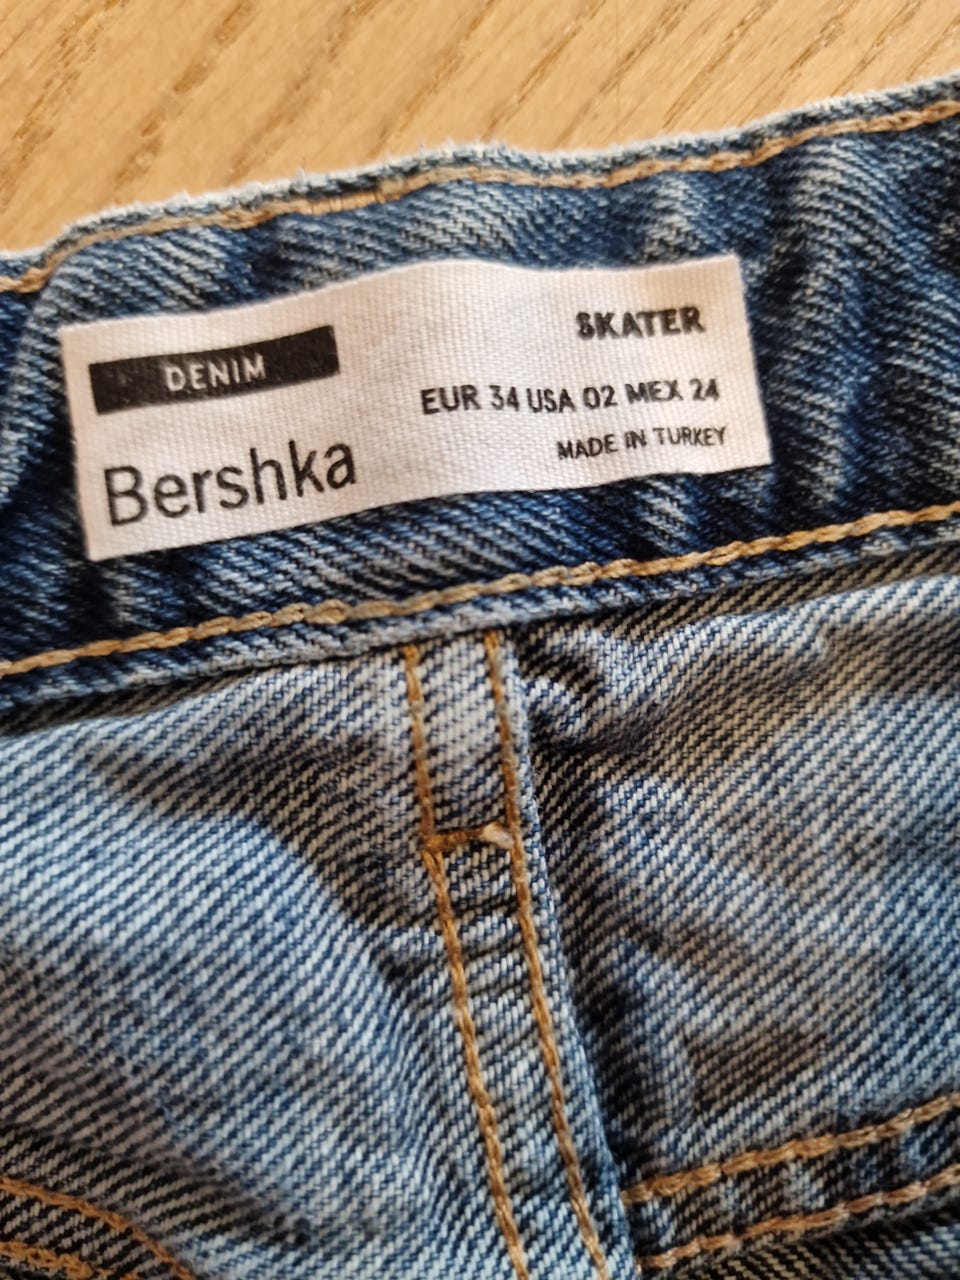 DENIM
Bershka
SKATER
EUR 34 USA 02 MEX 24
MADE IN TURKEY